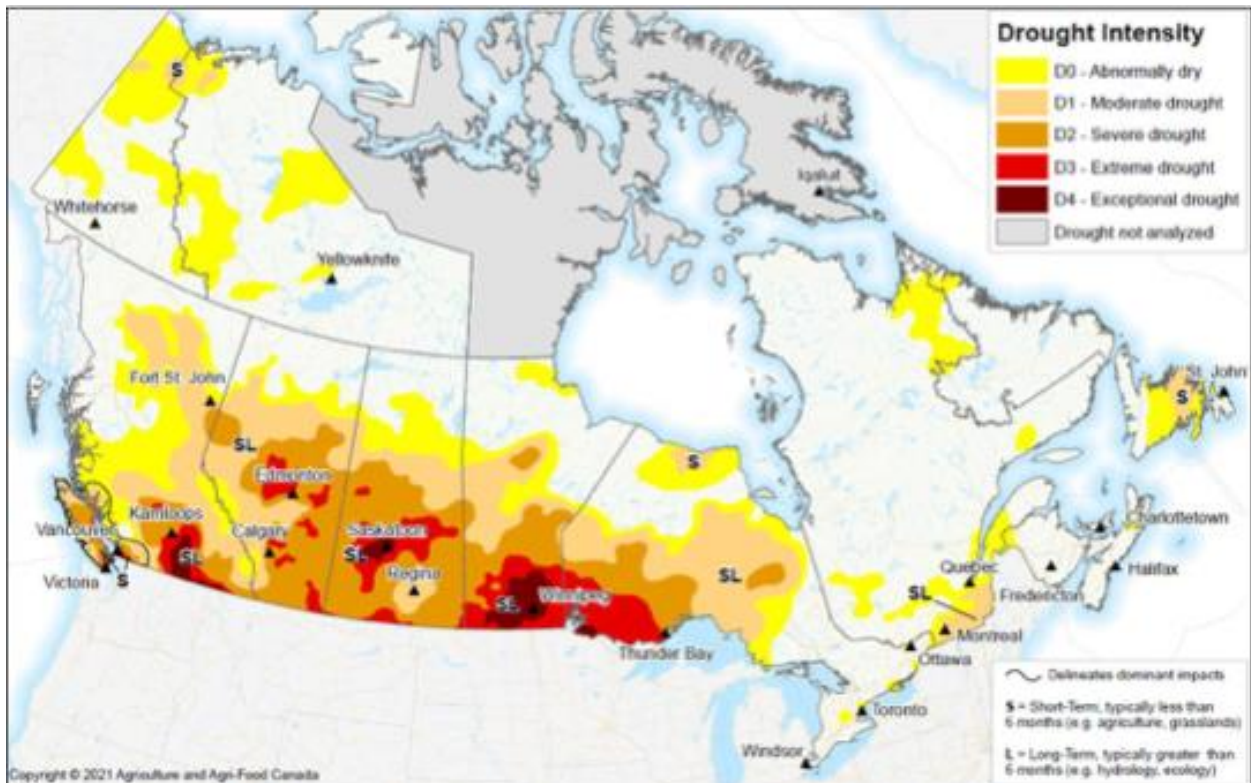 Drought Intensity
D0 - Abnormally dry
D1 - Moderate drought
D2 - Severe drought
D3 - Extreme drought
D4 - Exceptional drought
Drought not analyzed
S
Iqaluit
Whitehorse
Yellowknife
Fort St. John
St. John
S
SL
S
Edmonton
Kamloops
Vancouver
Calgary
Saskatoon
Charlottetown
SL
SL
Regina
SL
Quebec
Victoria
S
SL
Winnipeg
SL
Fredericton
Halifax
Montreal
Thunder Bay
Ottawa
Delineates dominant impacts
Toronto
S = Short-Term, typically less than
6 months (e.g. agriculture, grasslands)
Windsor
L = Long-Term, typically greater than
6 months (e.g. hydrology, ecology)
Copyright © 2021 Agriculture and Agri-Food Canada